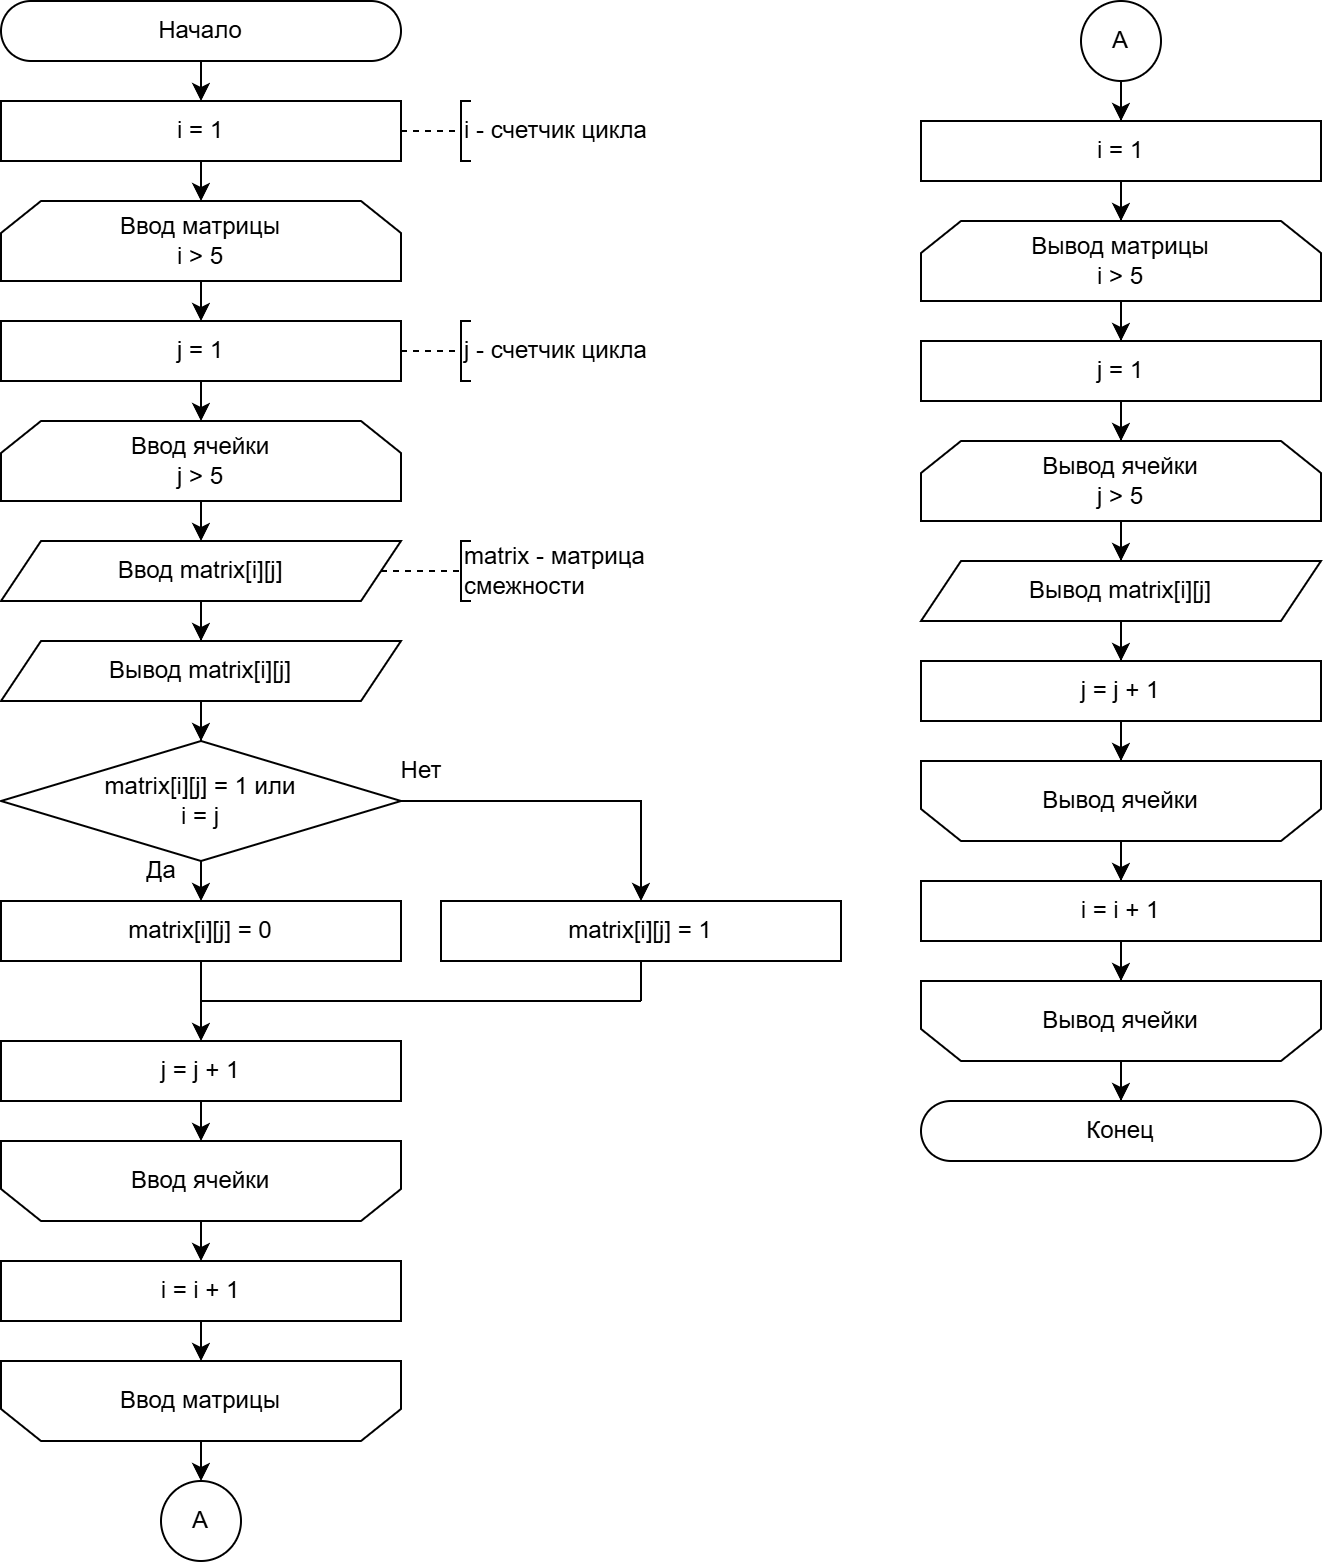 Начало
i = 1
i - счетчик цикла
Ввод матрицы
i > 5
j = 1
j - счетчик цикла
Ввод ячейки
j > 5
Ввод matrix[i][j]
matrix - матрица
смежности
Вывод matrix[i][j]
matrix[i][j] = 1 или
i = j
Нет
Да
matrix[i][j] = 0
matrix[i][j] = 1
j = j + 1
Ввод ячейки
i = i + 1
Ввод матрицы
А
А
i = 1
Вывод матрицы
i > 5
j = 1
Вывод ячейки
j > 5
Вывод matrix[i][j]
j = j + 1
Вывод ячейки
i = i + 1
Вывод ячейки
Конец